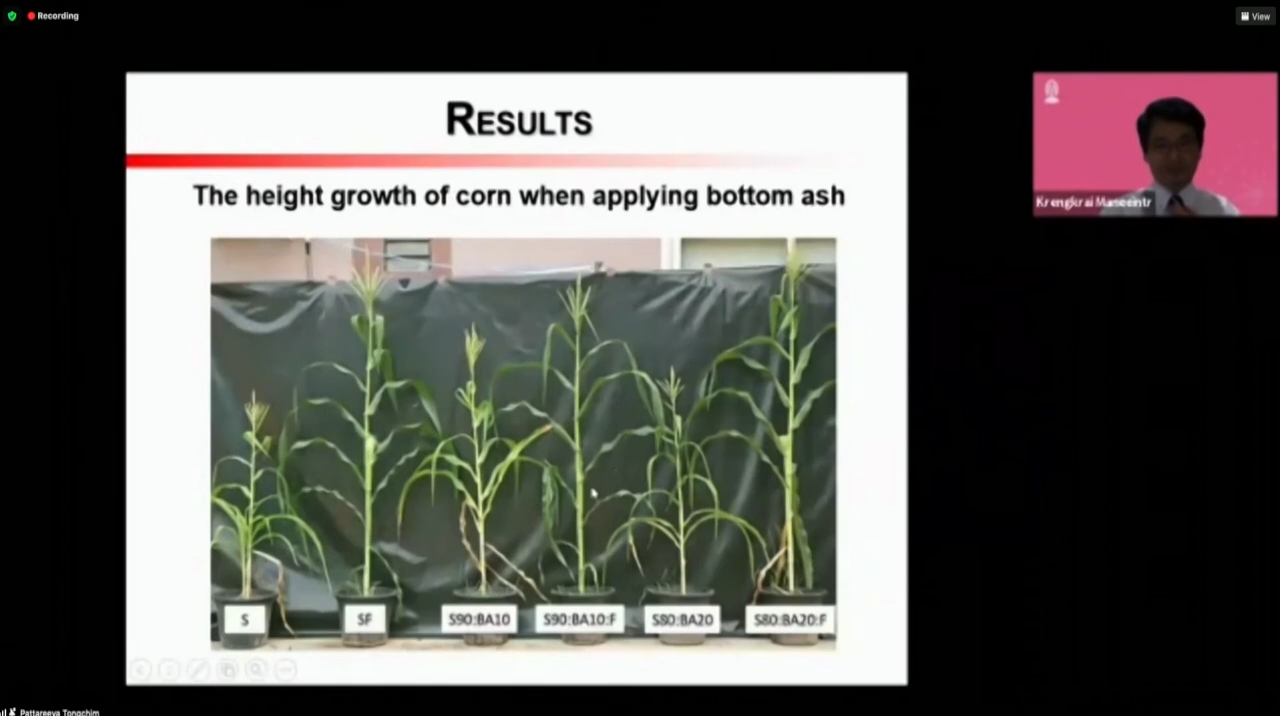 Recording
View
RESULTS
The height growth of corn when applying bottom ash
Krengkrai Maneeintr
S
SF
S90:BA10
S90:BA10:F
S80:BA20
S80:BA20:F
Pattareeya Tongchim